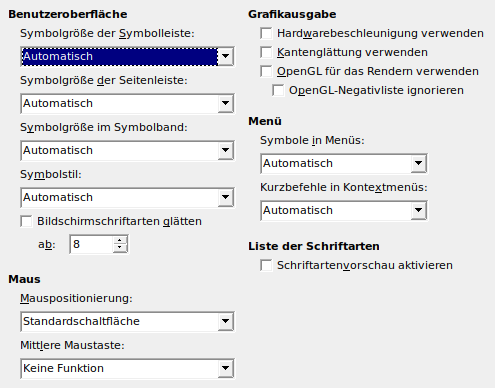 Benutzeroberfläche
Symbolgröße der Symbolleiste:
Automatisch
Symbolgröße der Seitenleiste:
Automatisch
Symbolgröße im Symbolband:
Automatisch
Symbolstil:
Automatisch
Bildschirmschriftarten glätten
ab: 8
Maus
Mauspositionierung:
Standardschaltfläche
Mittlere Maustaste:
Keine Funktion
Grafikausgabe
Hardwarebeschleunigung verwenden
Kantenglättung verwenden
OpenGL für das Rendern verwenden
OpenGL-Negativliste ignorieren
Menü
Symbole in Menüs:
Automatisch
Kurzbefehle in Kontextmenüs:
Automatisch
Liste der Schriftarten
Schriftartenvorschau aktivieren